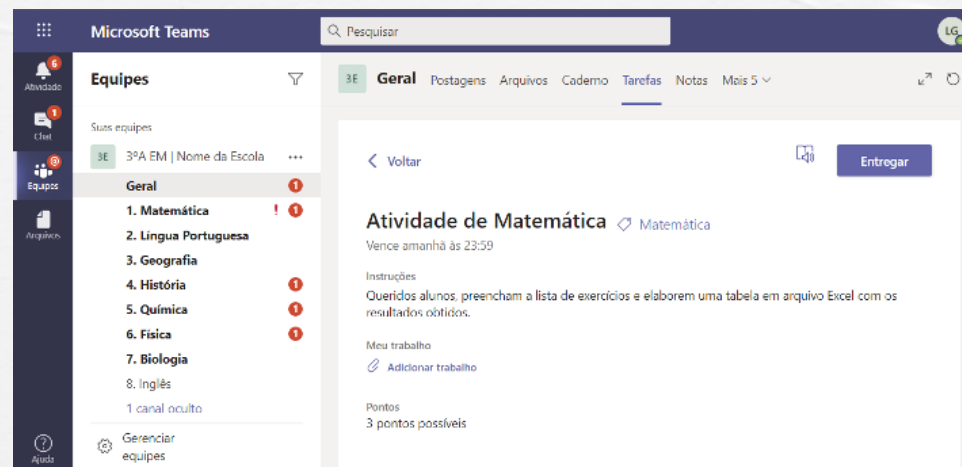 Microsoft Teams
Pesquisar
LG
6
Atividade
1
Chat
@
Equipes
Arquivos
Ajuda
Equipes
Suas equipes
3E 3ºA EM | Nome da Escola ...
Geral 1
1. Matemática ! 1
2. Língua Portuguesa
3. Geografia
4. História 1
5. Química 1
6. Física 1
7. Biologia
8. Inglês
1 canal oculto
Gerenciar
equipes
3E Geral Postagens Arquivos Caderno Tarefas Notas Mais 5
Voltar
Entregar
Atividade de Matemática Matemática
Vence amanhã às 23:59
Instruções
Queridos alunos, preencham a lista de exercícios e elaborem uma tabela em arquivo Excel com os
resultados obtidos.
Meu trabalho
Adicionar trabalho
Pontos
3 pontos possíveis